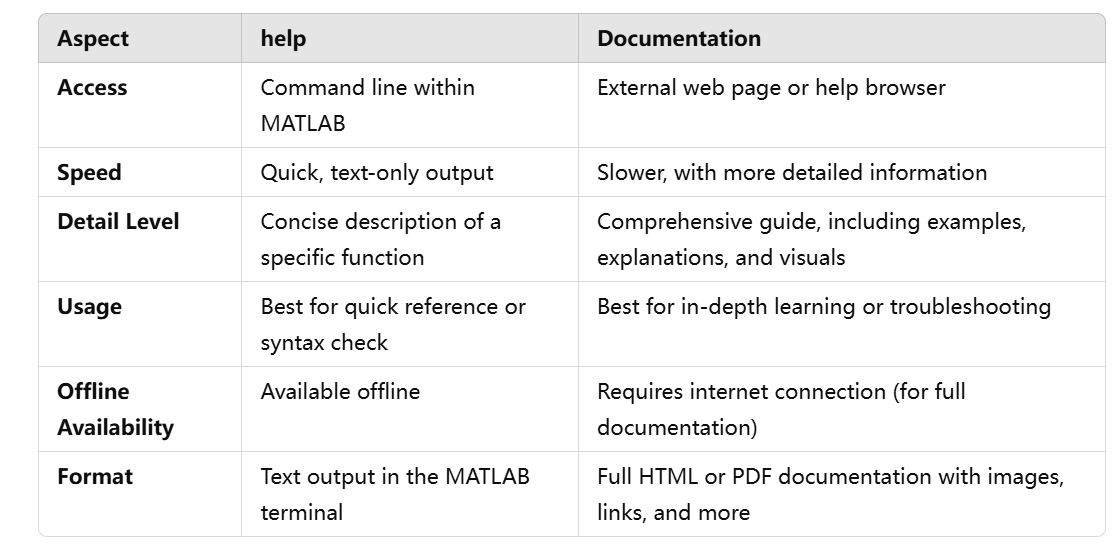 Aspect help Documentation
Access Command line within External web page or help browser
MATLAB
Speed Quick, text-only output Slower, with more detailed information
Detail Level Concise description of a Comprehensive guide, including examples,
specific function explanations, and visuals
Usage Best for quick reference or Best for in-depth learning or troubleshooting
syntax check
Offline Available offline Requires internet connection (for full
Availability documentation)
Format Text output in the MATLAB Full HTML or PDF documentation with images,
terminal links, and more